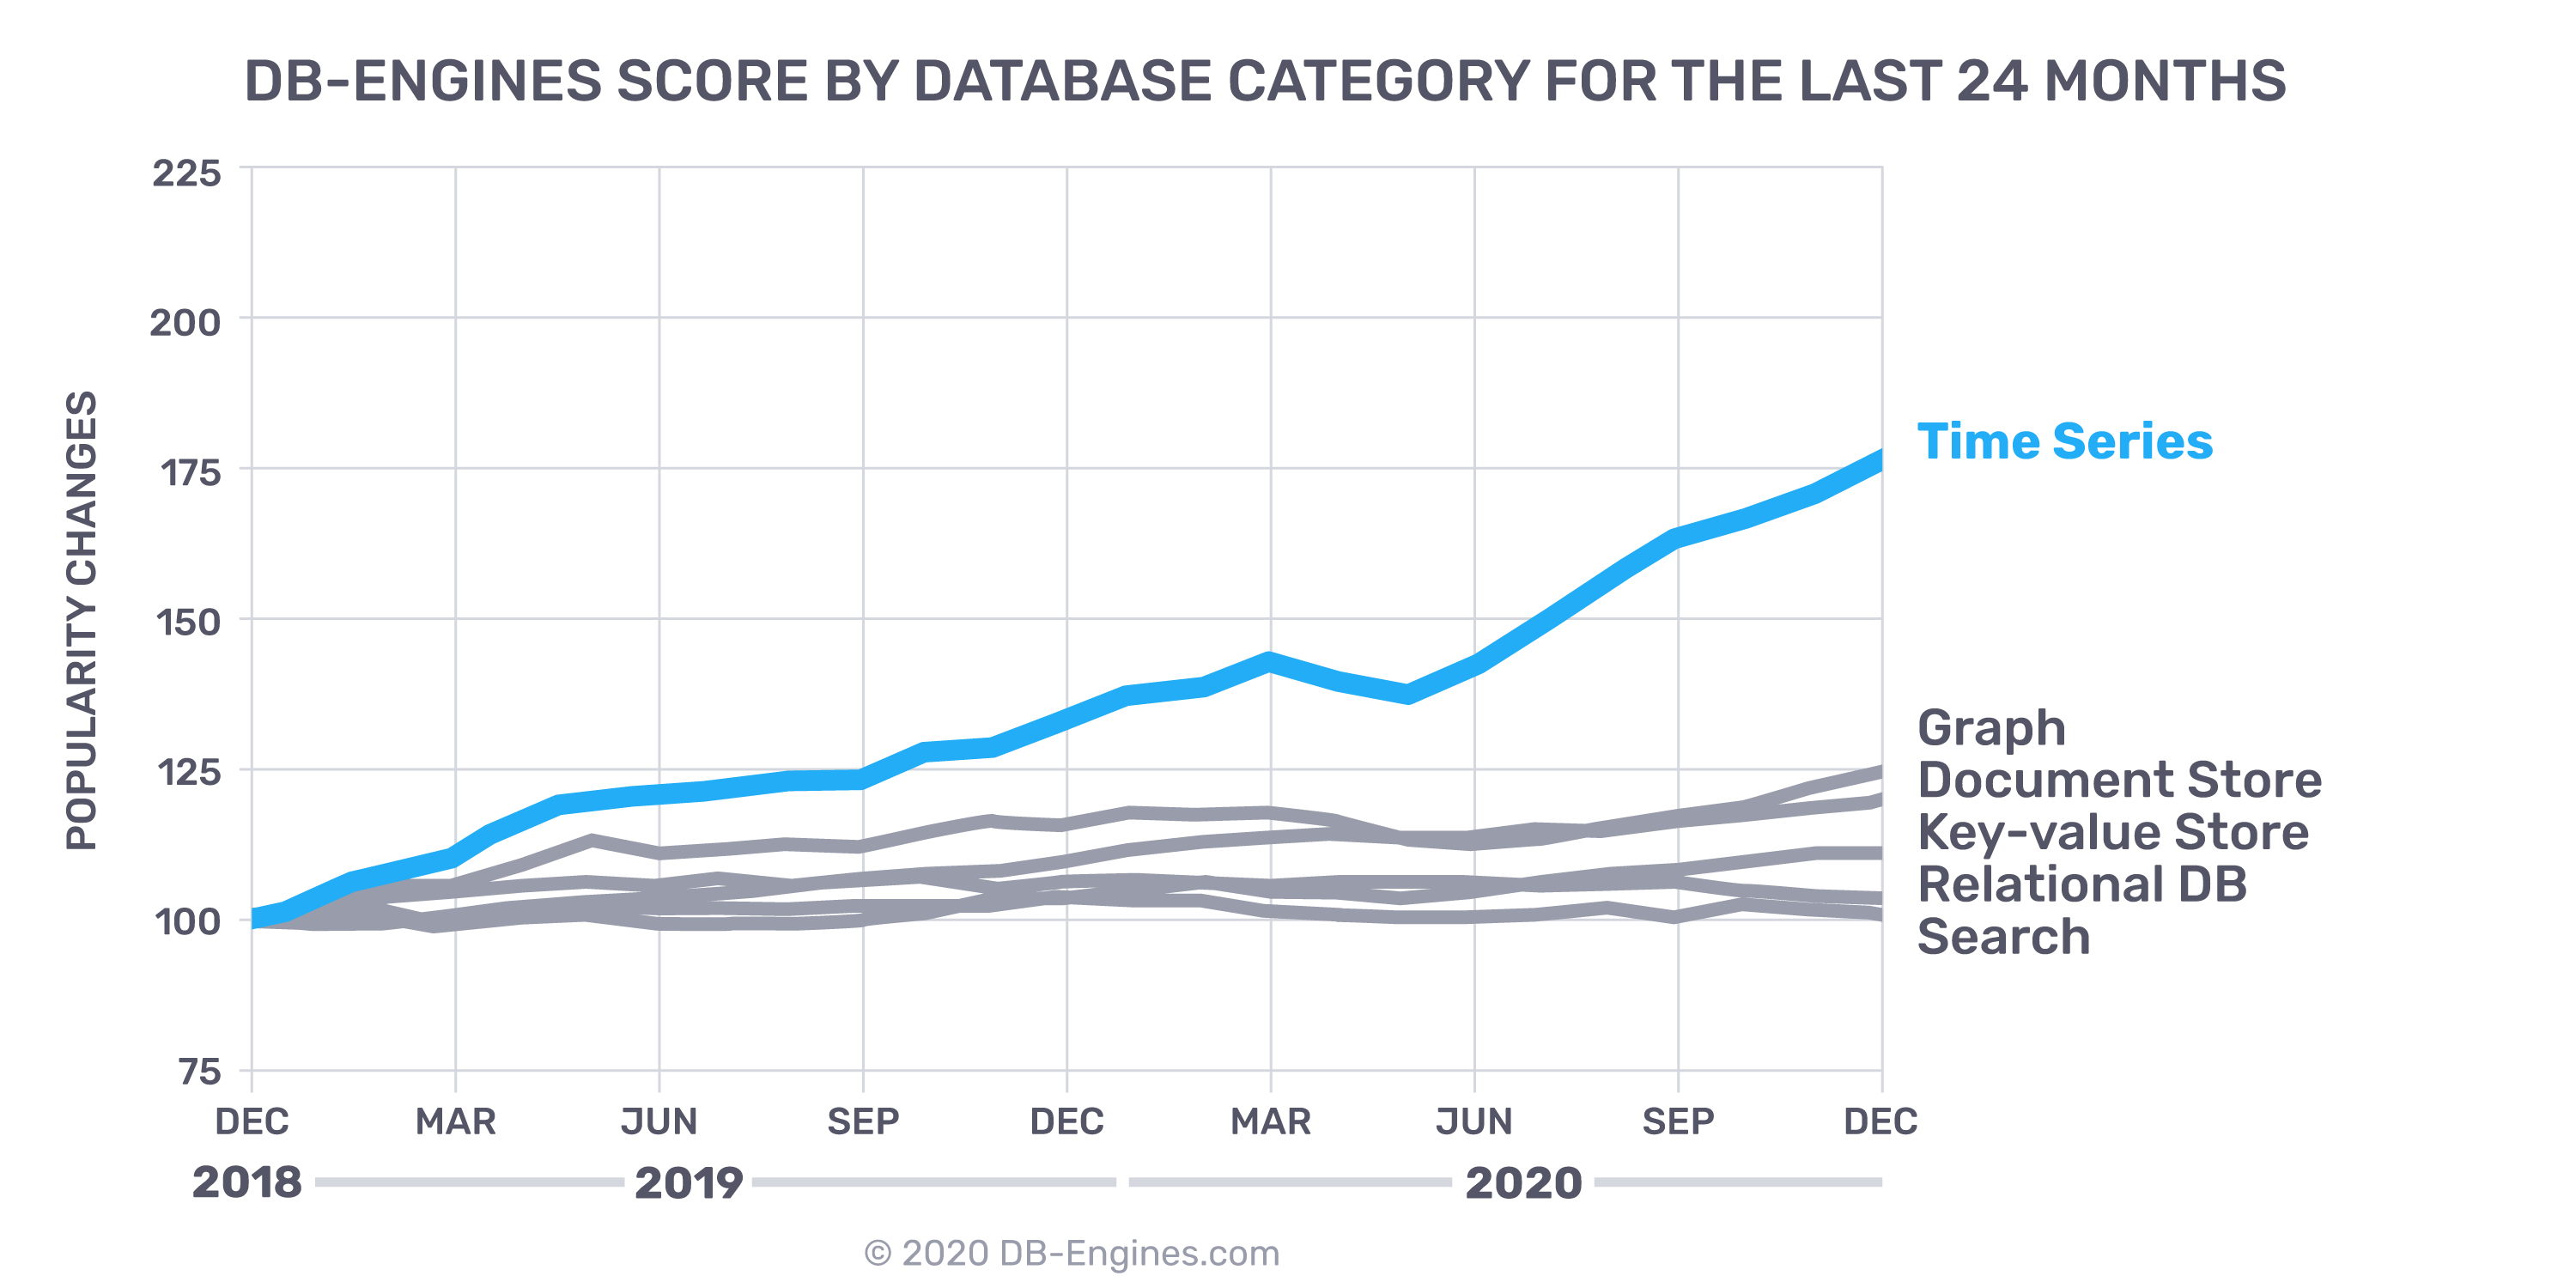 DB-ENGINES SCORE BY DATABASE CATEGORY FOR THE LAST 24 MONTHS
POPULARITY CHANGES
225
200
175
150
125
100
75
Time Series
Graph
Document Store
Key-value Store
Relational DB
Search
DEC MAR JUN SEP DEC MAR JUN SEP DEC
2018 2019 2020
© 2020 DB-Engines.com